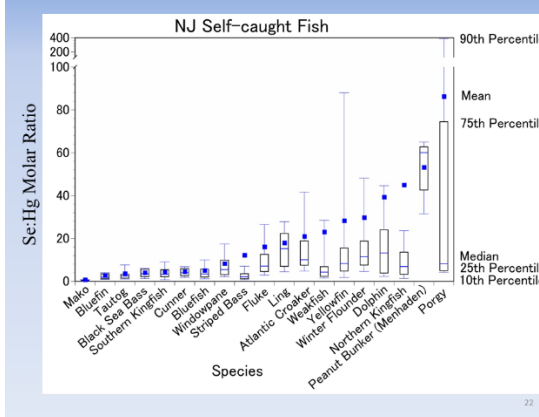 NJ Self-caught Fish
400
200
100
80
60
40
20
0
Se:Hg Molar Ratio
90th Percentile
Mean
75th Percentile
Median
25th Percentile
10th Percentile
Mako
Bluefin
Tautog
Black Sea Bass
Southern Kingfish
Cunner
Bluefish
Windowpane
Striped Bass
Fluke
Ling
Atlantic Croaker
Weakfish
Yellowfin
Winter Flounder
Dolphin
Northern Kingfish
Peanut Bunker (Menhaden)
Porgy
Species
22